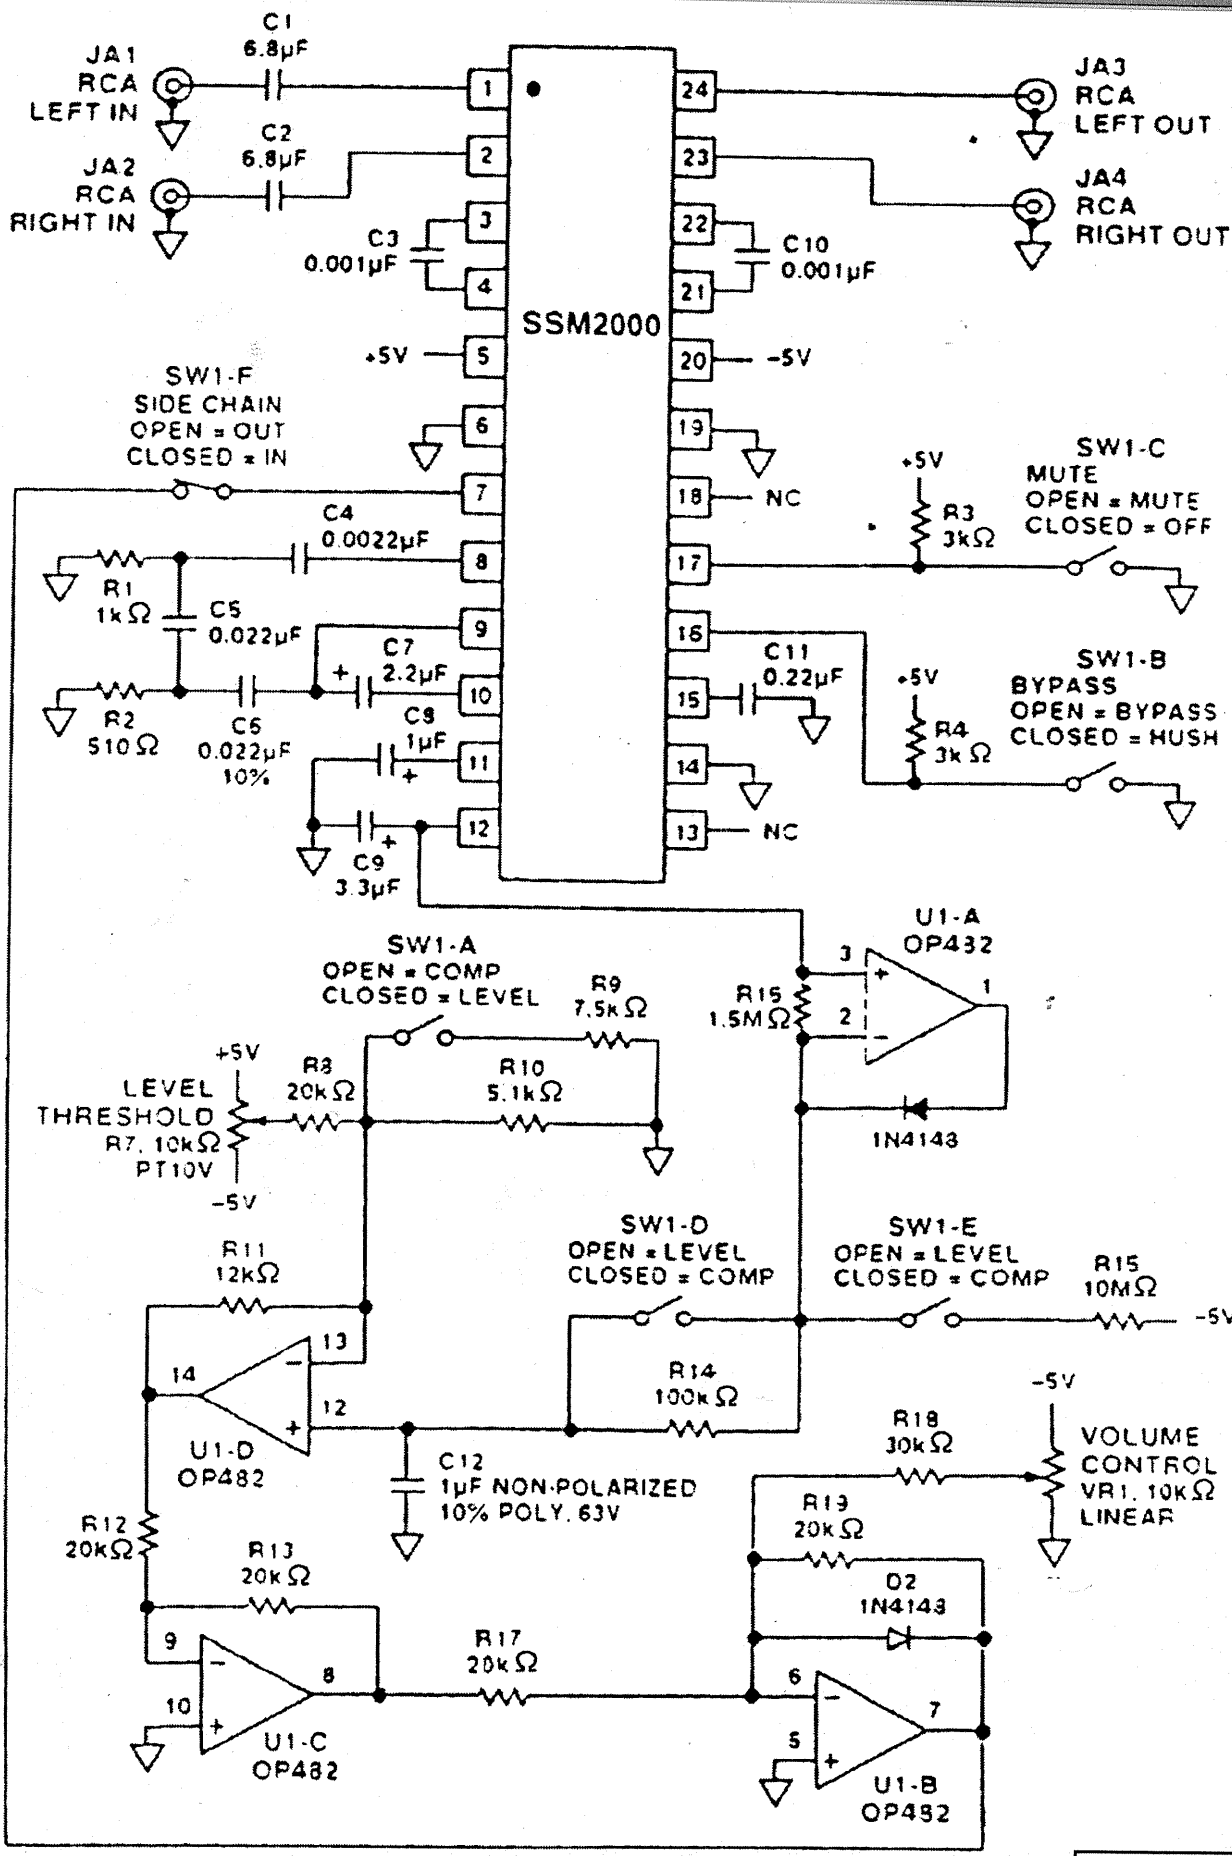 C1
6.8µF
JA1
RCA
LEFT IN
C2
6.8µF
JA2
RCA
RIGHT IN
JA3
RCA
LEFT OUT
JA4
RCA
RIGHT OUT
1
2
3
4
5
6
7
8
9
10
11
12
24
23
22
21
20
19
18
17
16
15
14
13
SSM2000
C3
0.001µF
C10
0.001µF
+5V
-5V
SW1-F
SIDE CHAIN
OPEN = OUT
CLOSED = IN
C4
0.0022µF
R1
1kΩ
C5
0.022µF
R2
510Ω
C6
0.022µF
10%
+
C7
2.2µF
C8
1µF
+
C9
3.3µF
+
NC
+5V
R3
3kΩ
SW1-C
MUTE
OPEN = MUTE
CLOSED = OFF
C11
0.22µF
+5V
R4
3kΩ
SW1-B
BYPASS
OPEN = BYPASS
CLOSED = HUSH
NC
SW1-A
OPEN = COMP
CLOSED = LEVEL
R9
7.5kΩ
U1-A
OP482
3
+
2
−
1
1.5MΩ
1N4148
+5V
LEVEL
THRESHOLD
R7, 10kΩ
PT10V
-5V
R8
20kΩ
R10
5.1kΩ
SW1-D
OPEN = LEVEL
CLOSED = COMP
SW1-E
OPEN = LEVEL
CLOSED = COMP
R15
10MΩ
-5V
R11
12kΩ
14
13
−
12
+
U1-D
OP482
R14
100kΩ
C12
1µF NON-POLARIZED
10% POLY, 63V
R18
30kΩ
-5V
VOLUME
CONTROL
VR1, 10kΩ
LINEAR
R12
20kΩ
R13
20kΩ
R19
20kΩ
D2
1N4148
9
−
10
+
8
U1-C
OP482
R17
20kΩ
6
−
5
+
7
U1-B
OP482